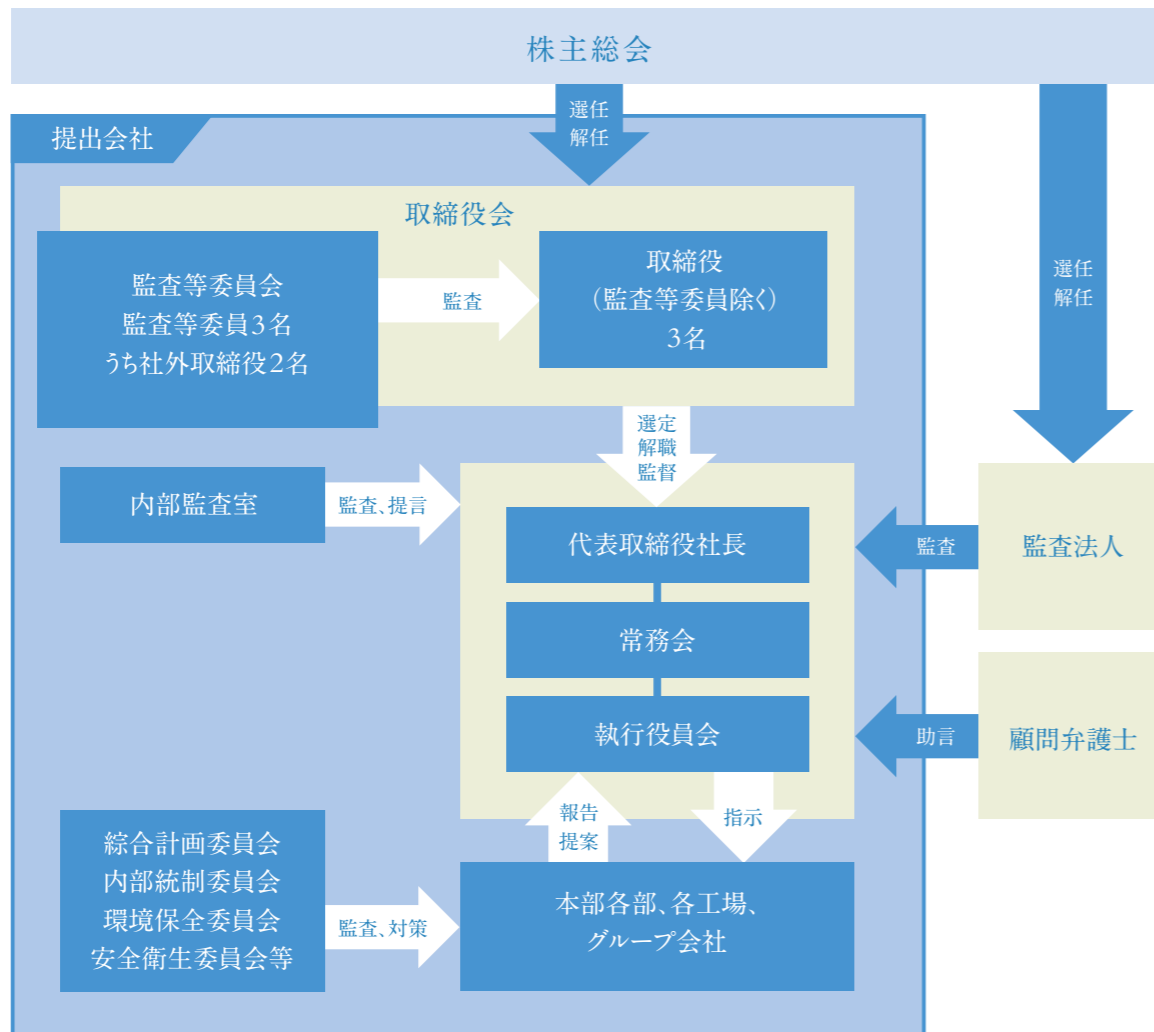 株主総会
選任
解任
提出会社
取締役会
監査等委員会
監査等委員3名
うち社外取締役2名
監査
取締役
（監査等委員除く）
3名
選任
解任
選定
解職
監督
内部監査室
監査、提言
代表取締役社長
常務会
執行役員会
監査
監査法人
助言
顧問弁護士
報告
提案
指示
綜合計画委員会
内部統制委員会
環境保全委員会
安全衛生委員会等
監査、対策
本部各部、各工場、
グループ会社